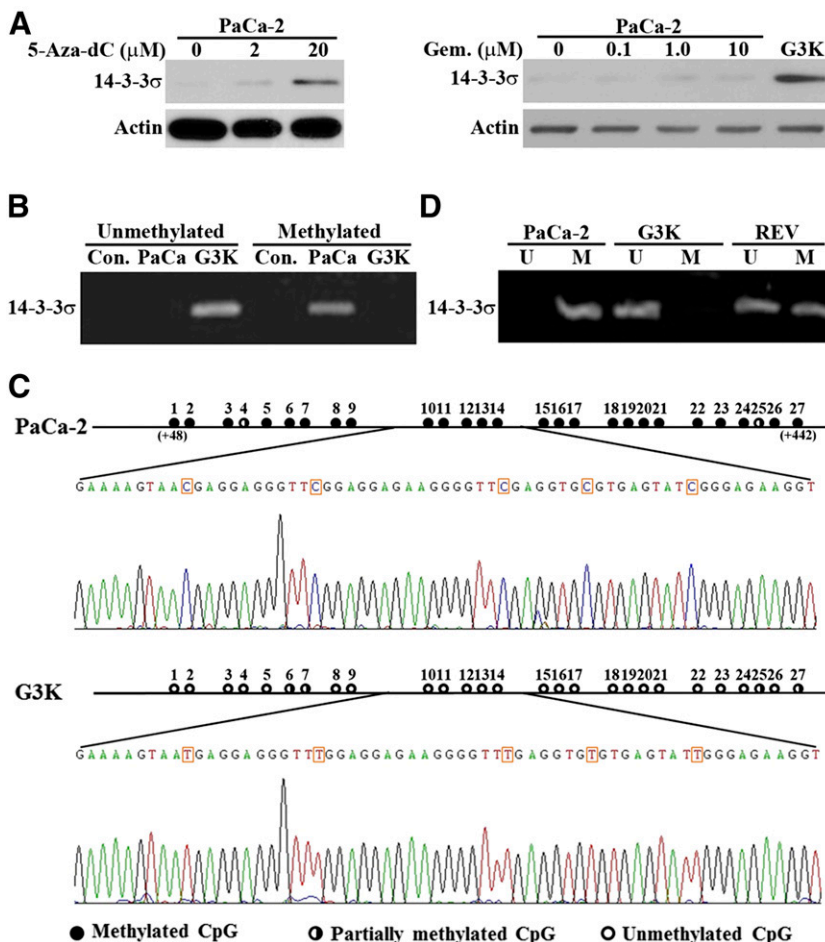 A
PaCa-2
5-Aza-dC (μM) 0 2 20
14-3-3σ
Actin
PaCa-2
Gem. (μM) 0 0.1 1.0 10 G3K
14-3-3σ
Actin
B
Unmethylated Methylated
Con. PaCa G3K Con. PaCa G3K
14-3-3σ
D
PaCa-2 G3K REV
U M U M U M
14-3-3σ
C
1 2 3 4 5 6 7 8 9 10 11 12 13 14 15 16 17 18 19 20 21 22 23 24 25 26 27
PaCa-2
(+48) (+442)
GAAAAGTAACGAGGAGGGTTCGGAGGAGAAGGGGTTCGAGGTGCGTGAGTATCGGGAGAAGGT
1 2 3 4 5 6 7 8 9 10 11 12 13 14 15 16 17 18 19 20 21 22 23 24 25 26 27
G3K
GAAAAGTAATGAGGAGGGTTTGGAGGAGAAGGGGTTTGAGGTGTGTGAGTATTGGGAGAAGGT
Methylated CpG Partially methylated CpG Unmethylated CpG